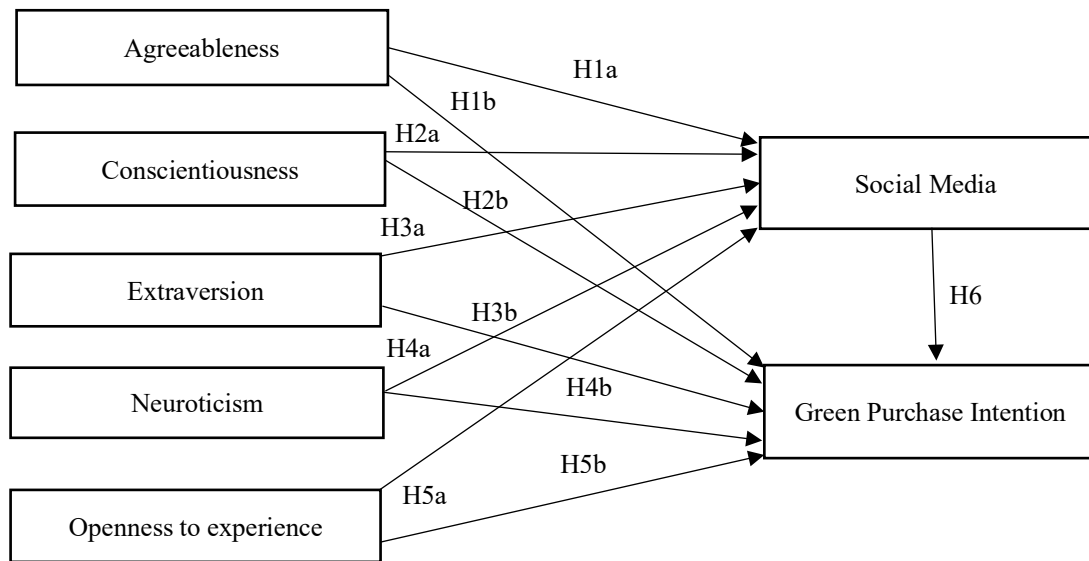 Agreeableness
H1a
H1b
H2a
Conscientiousness
Social Media
H2b
H3a
Extraversion
H6
H3b
H4a
Neuroticism
H4b
Green Purchase Intention
H5b
H5a
Openness to experience